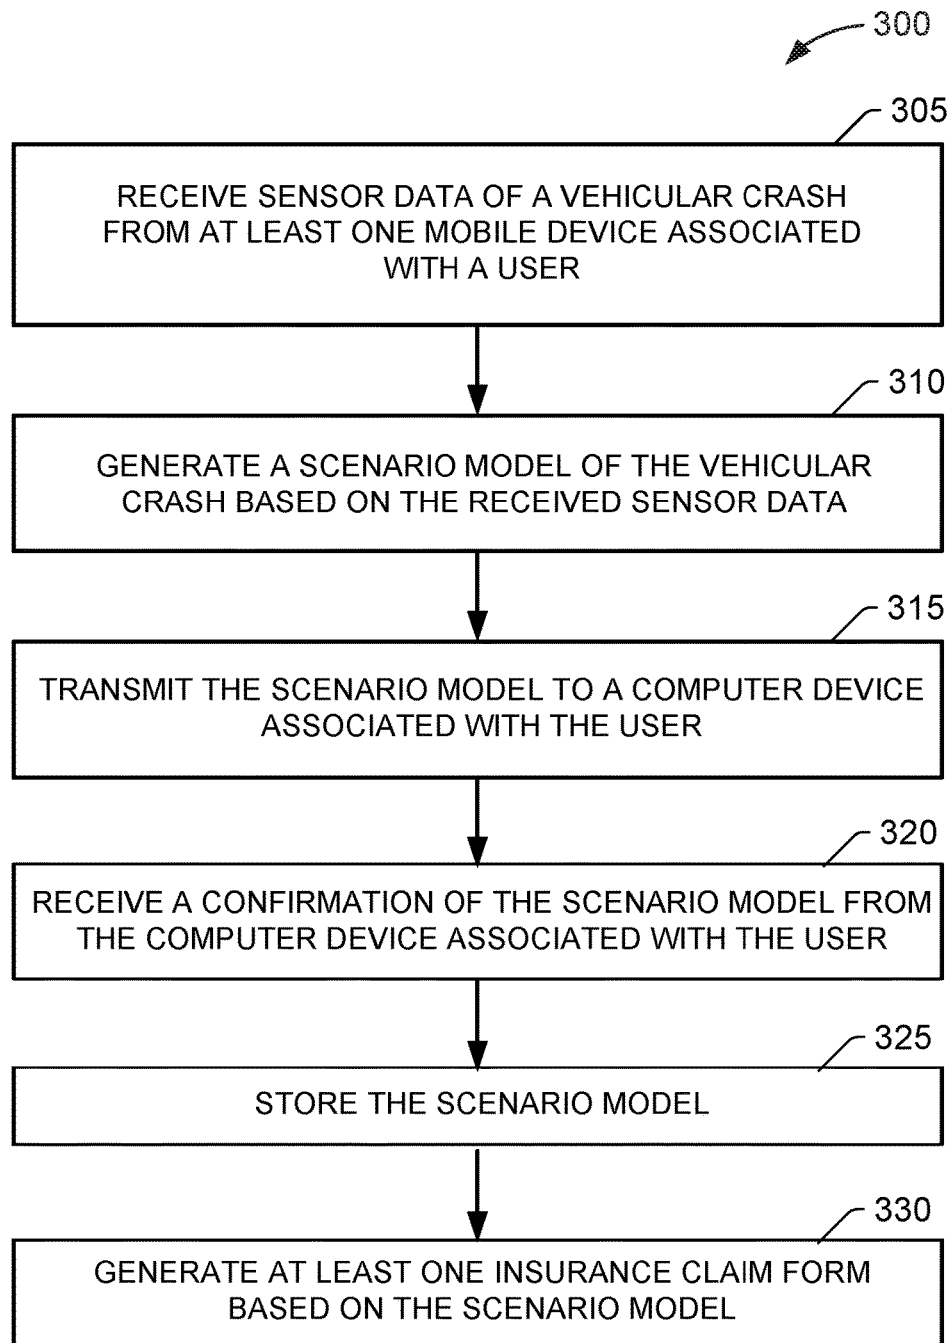 300
305
RECEIVE SENSOR DATA OF A VEHICULAR CRASH
FROM AT LEAST ONE MOBILE DEVICE ASSOCIATED
WITH A USER
310
GENERATE A SCENARIO MODEL OF THE VEHICULAR
CRASH BASED ON THE RECEIVED SENSOR DATA
315
TRANSMIT THE SCENARIO MODEL TO A COMPUTER DEVICE
ASSOCIATED WITH THE USER
320
RECEIVE A CONFIRMATION OF THE SCENARIO MODEL FROM
THE COMPUTER DEVICE ASSOCIATED WITH THE USER
325
STORE THE SCENARIO MODEL
330
GENERATE AT LEAST ONE INSURANCE CLAIM FORM
BASED ON THE SCENARIO MODEL